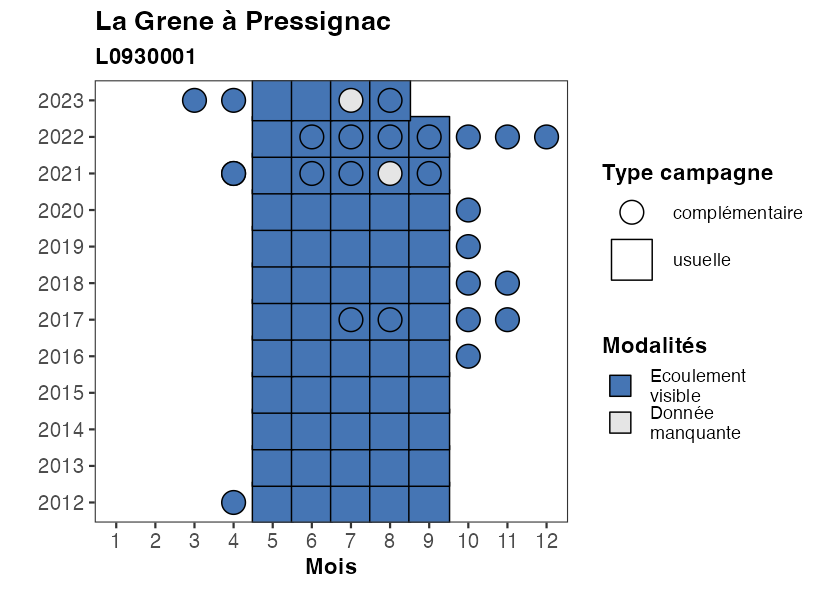 La Grene à Pressignac
L0930001
2023
2022
2021
2020
2019
2018
2017
2016
2015
2014
2013
2012
1 2 3 4 5 6 7 8 9 10 11 12
Mois
Type campagne
complémentaire
usuelle
Modalités
Ecoulement
visible
Donnée
manquante